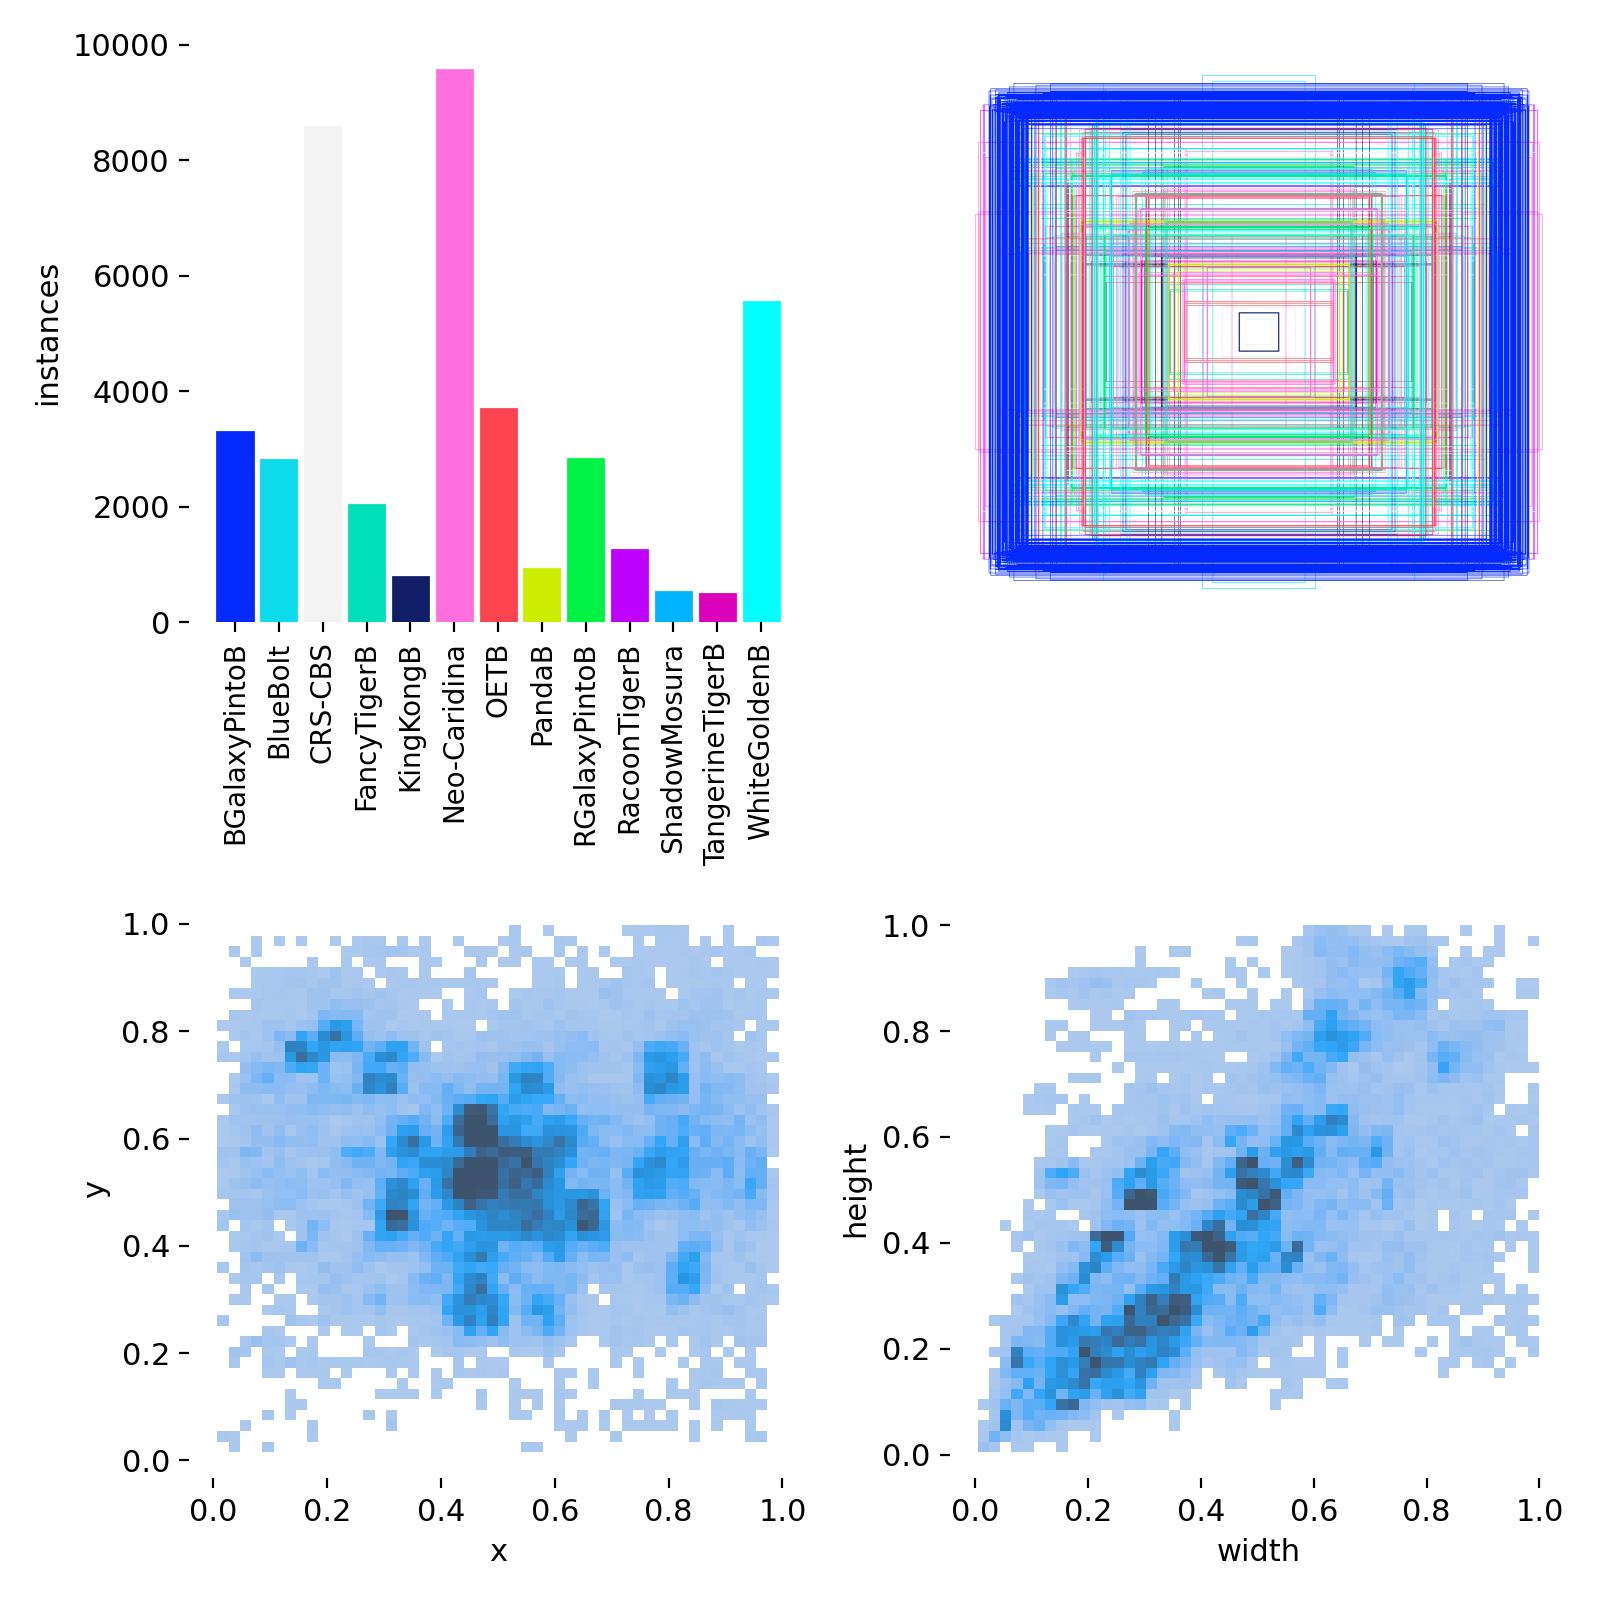 10000
8000
6000
4000
2000
0
instances
BGalaxyPintoB
BlueBolt
CRS-CBS
FancyTigerB
KingKongB
Neo-Caridina
OETB
PandaB
RGalaxyPintoB
RacoonTigerB
ShadowMosura
TangerineTigerB
WhiteGoldenB
1.0
0.8
0.6
0.4
0.2
0.0
y
0.0 0.2 0.4 0.6 0.8 1.0
x
1.0
0.8
0.6
0.4
0.2
0.0
height
0.0 0.2 0.4 0.6 0.8 1.0
width